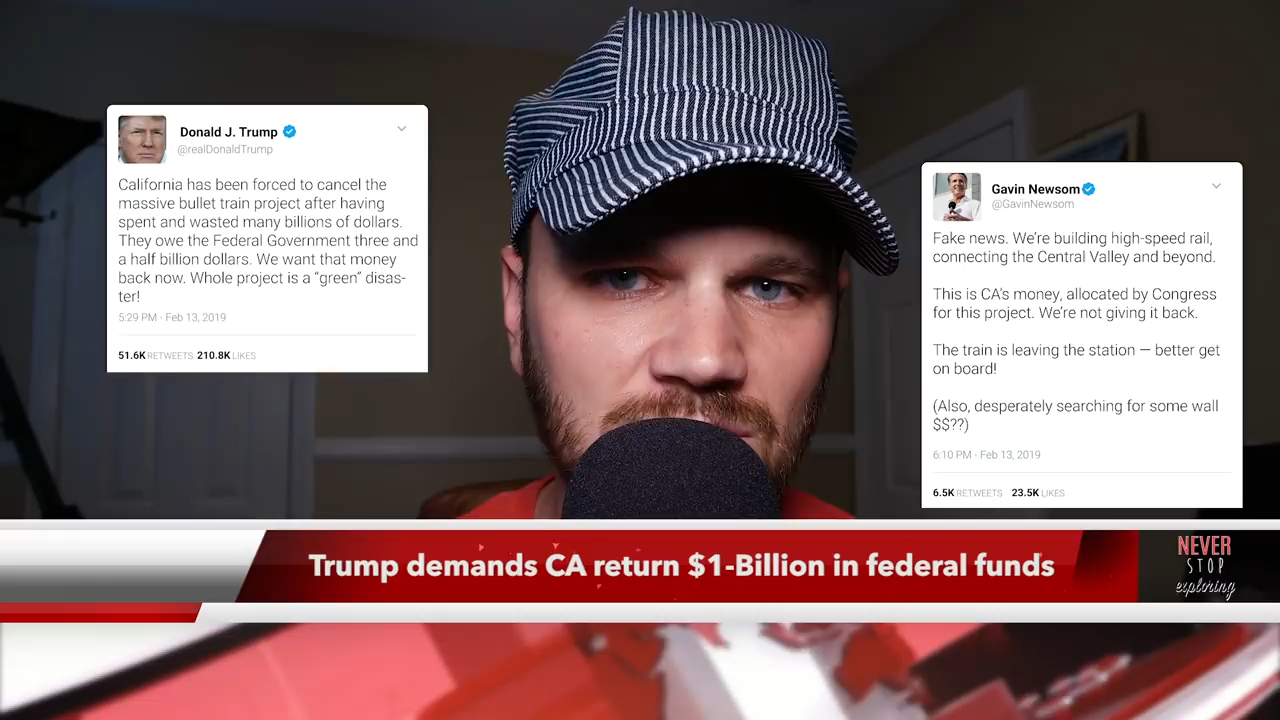 Donald J. Trump
@realDonaldTrump
California has been forced to cancel the
massive bullet train project after having
spent and wasted many billions of dollars.
They owe the Federal Government three and
a half billion dollars. We want that money
back now. Whole project is a “green” disas-
ter!
5:29 PM · Feb 13, 2019
51.6K RETWEETS 210.8K LIKES
Gavin Newsom
@GavinNewsom
Fake news. We’re building high-speed rail,
connecting the Central Valley and beyond.
This is CA’s money, allocated by Congress
for this project. We’re not giving it back.
The train is leaving the station — better get
on board!
(Also, desperately searching for some wall
$$??)
6:10 PM · Feb 13, 2019
6.5K RETWEETS 23.5K LIKES
Trump demands CA return $1-Billion in federal funds
NEVER
STOP
exploring